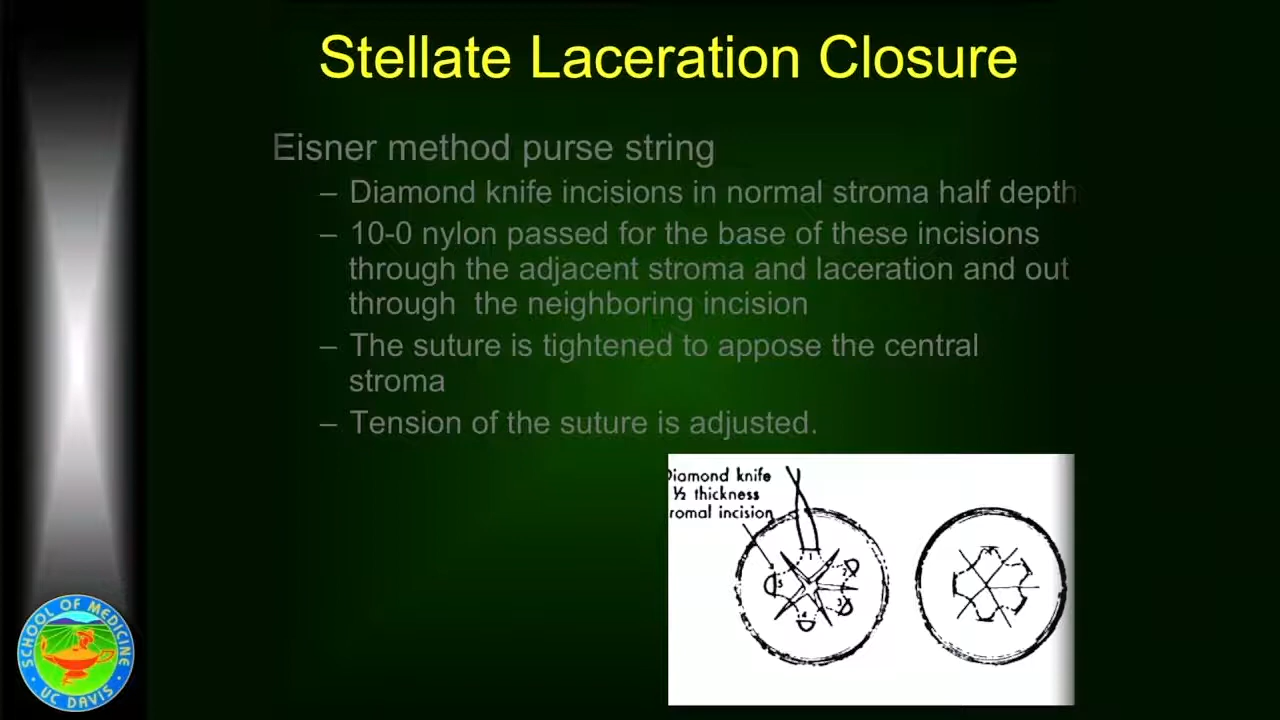 Stellate Laceration Closure
Eisner method purse string
– Diamond knife incisions in normal stroma half depth
– 10-0 nylon passed for the base of these incisions
through the adjacent stroma and laceration and out
through the neighboring incision
– The suture is tightened to appose the central
stroma
– Tension of the suture is adjusted.
iamond knife
½ thickness
romal incision
SCHOOL OF MEDICINE
UC DAVIS